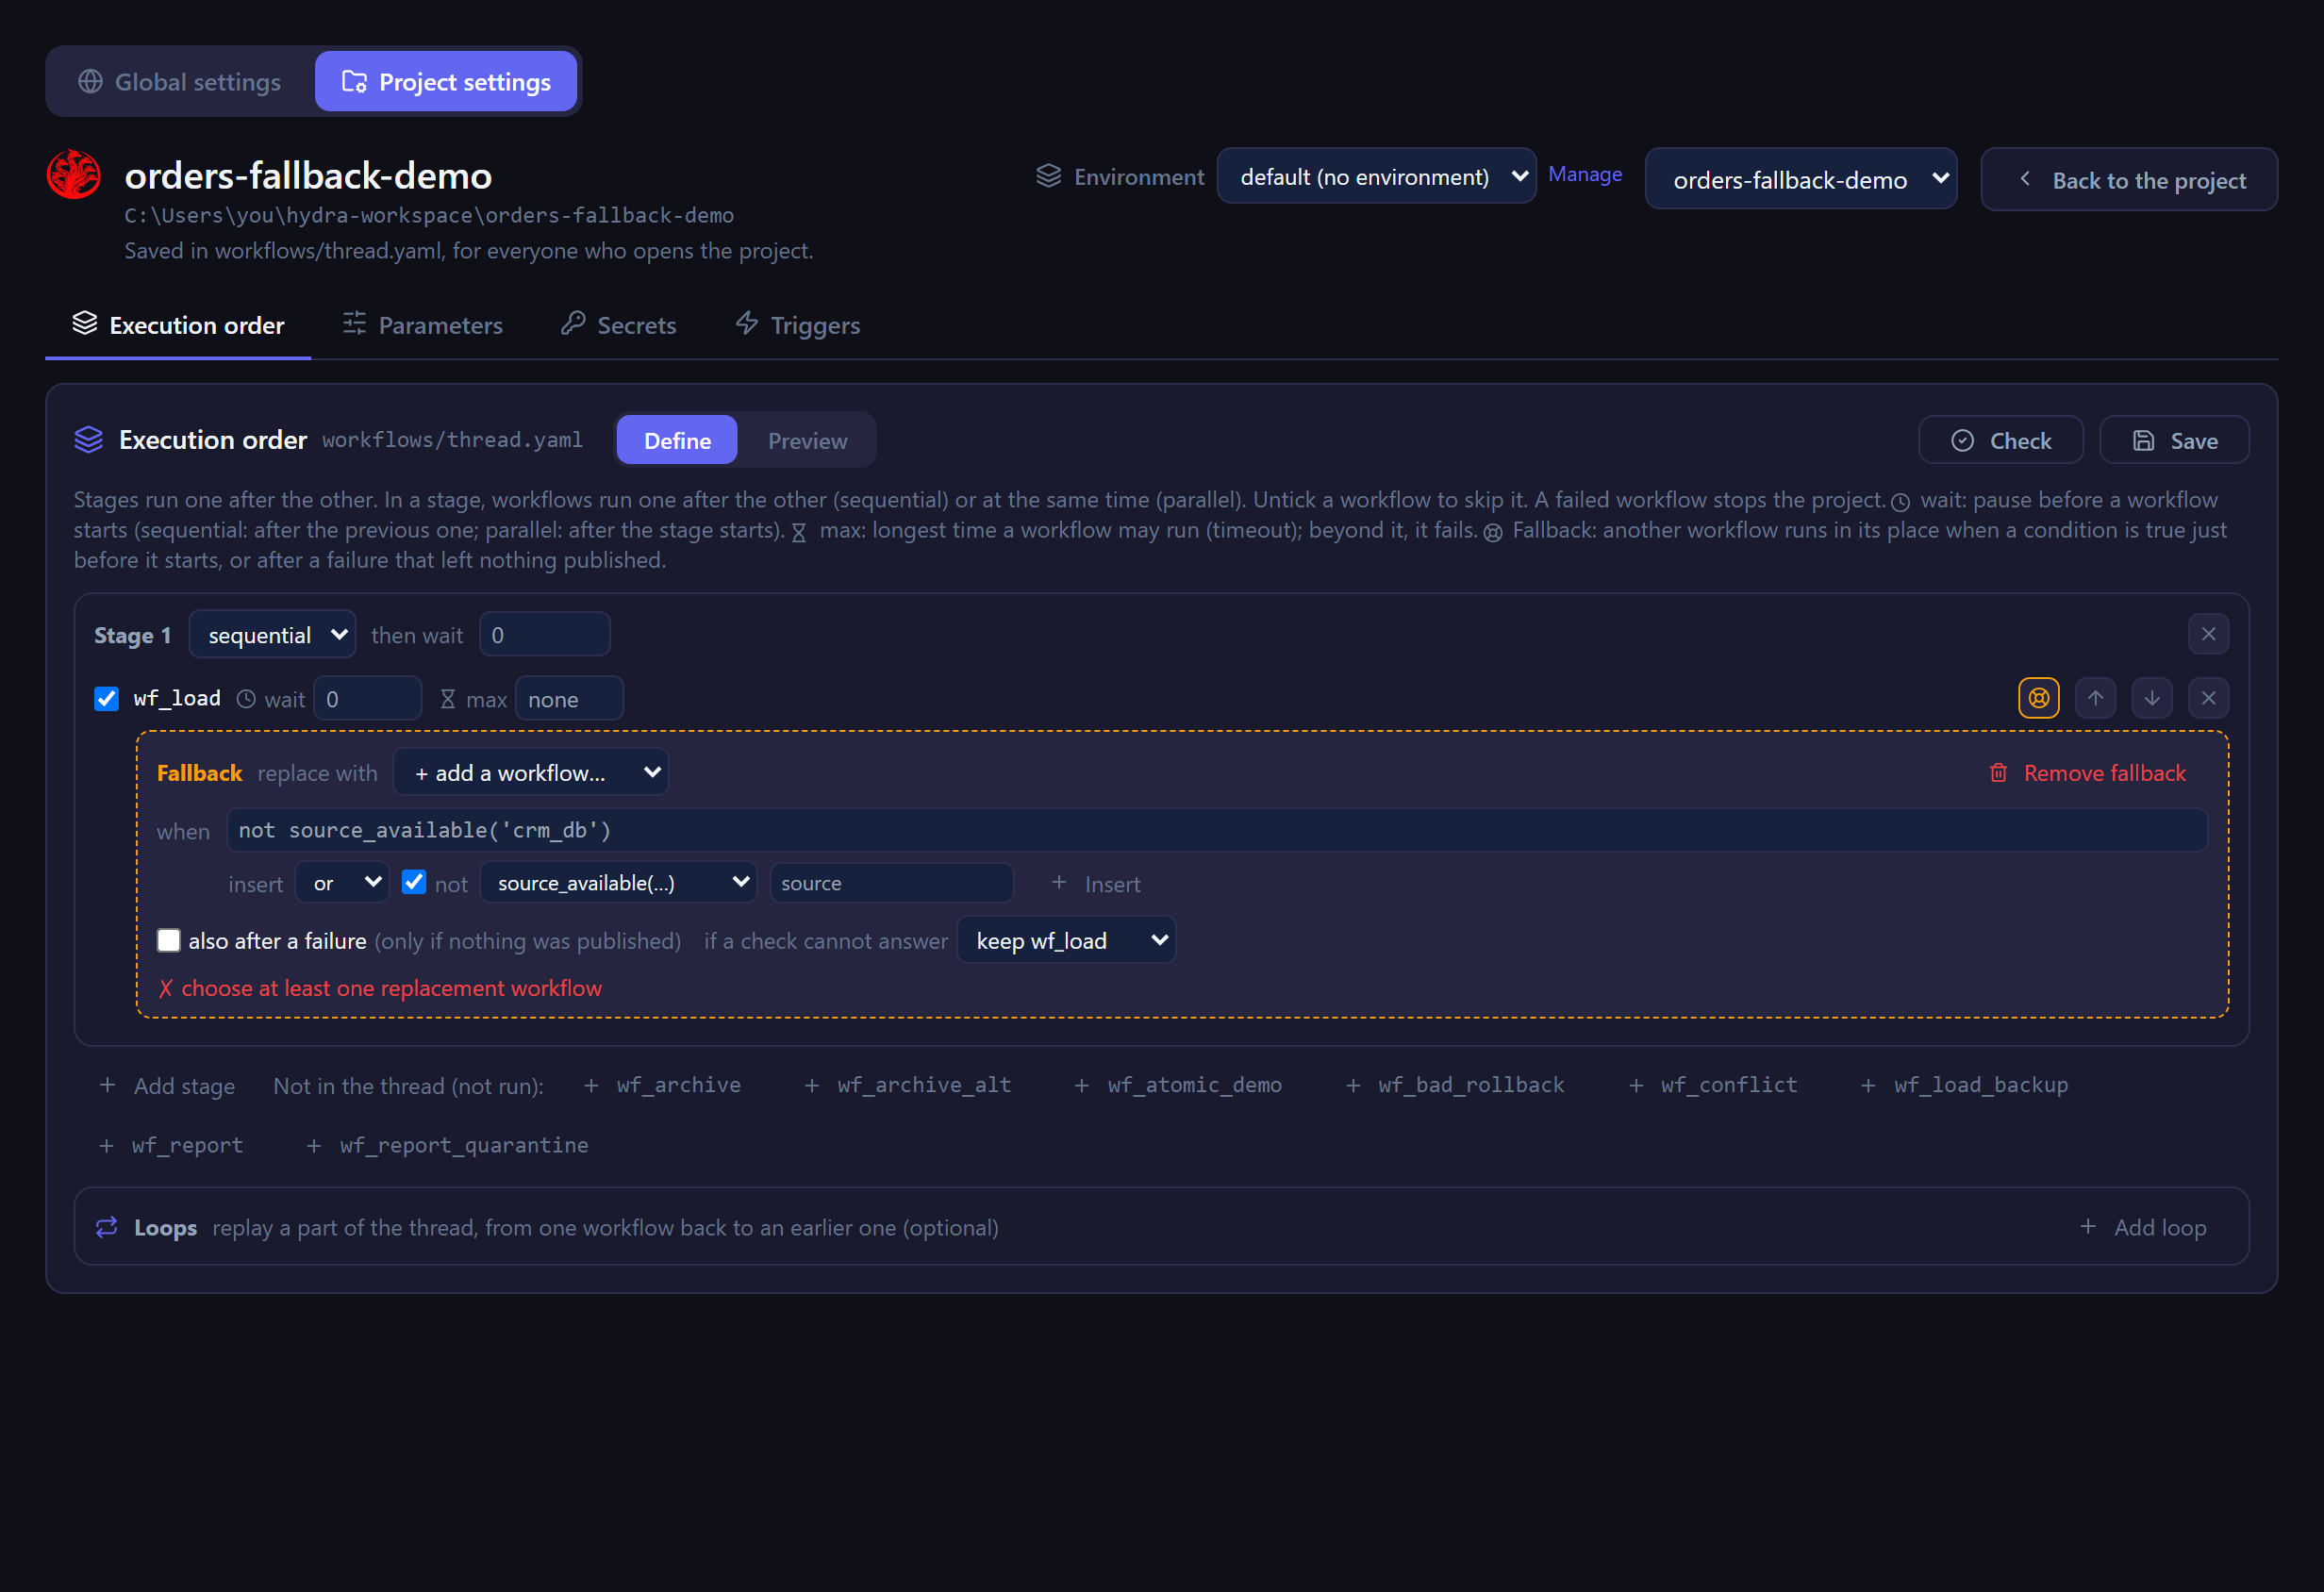 Global settings
Project settings
orders-fallback-demo
C:\Users\you\hydra-workspace\orders-fallback-demo
Saved in workflows/thread.yaml, for everyone who opens the project.
Environment default (no environment) Manage orders-fallback-demo Back to the project
Execution order Parameters Secrets Triggers
Execution order workflows/thread.yaml Define Preview Check Save
Stages run one after the other. In a stage, workflows run one after the other (sequential) or at the same time (parallel). Untick a workflow to skip it. A failed workflow stops the project. wait: pause before a workflow
starts (sequential: after the previous one; parallel: after the stage starts). max: longest time a workflow may run (timeout); beyond it, it fails. Fallback: another workflow runs in its place when a condition is true just
before it starts, or after a failure that left nothing published.
Stage 1 sequential then wait 0
wf_load wait 0 max none
Fallback replace with + add a workflow... Remove fallback
when not source_available('crm_db')
insert or not source_available(...) source + Insert
also after a failure (only if nothing was published) if a check cannot answer keep wf_load
✗ choose at least one replacement workflow
+ Add stage Not in the thread (not run): + wf_archive + wf_archive_alt + wf_atomic_demo + wf_bad_rollback + wf_conflict + wf_load_backup
+ wf_report + wf_report_quarantine
Loops replay a part of the thread, from one workflow back to an earlier one (optional) + Add loop